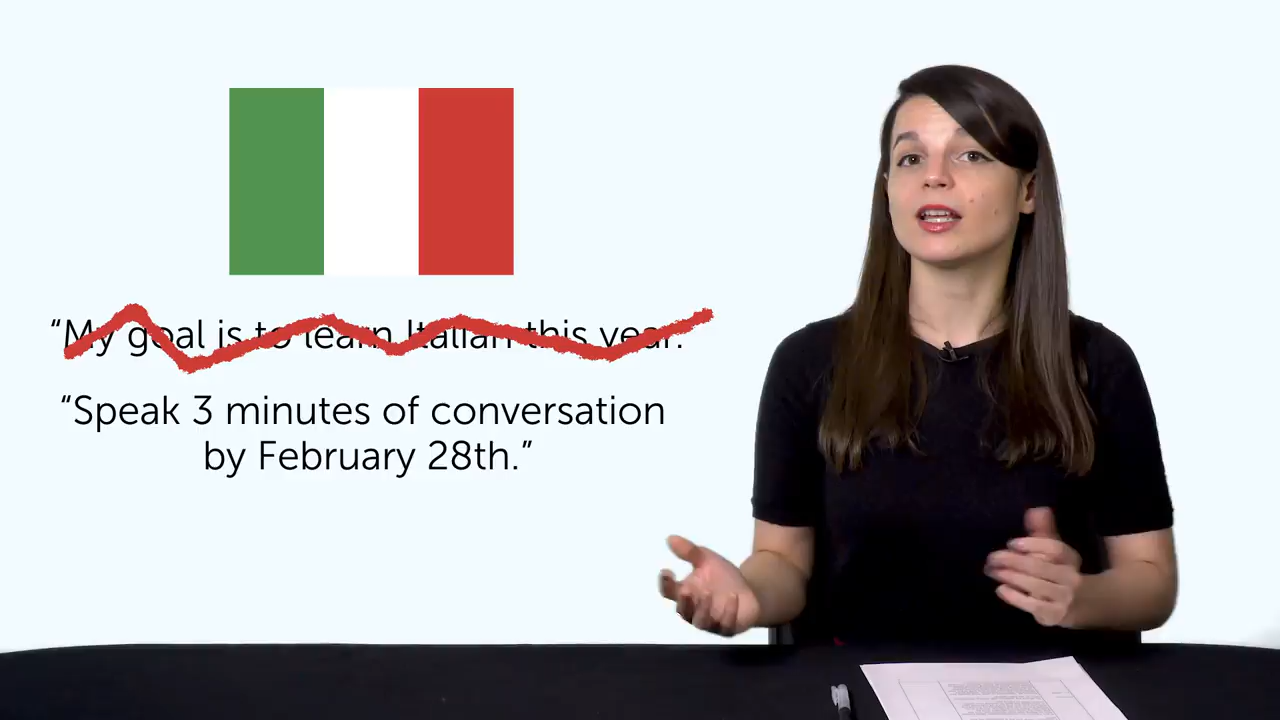 “My goal is to learn Italian this year.”
“Speak 3 minutes of conversation
by February 28th.”